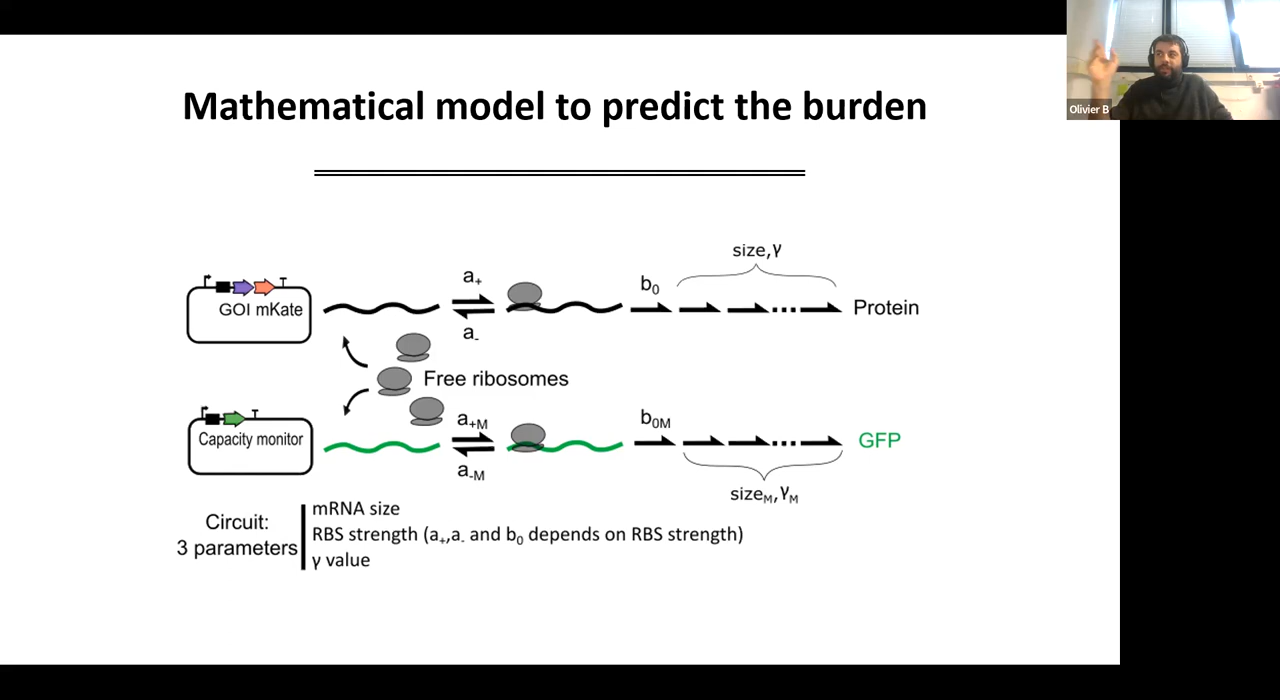 Mathematical model to predict the burden
Olivier B
size,γ
a₊
b₀
GOI mKate
Protein
a₋
Free ribosomes
a₊M
b₀M
Capacity monitor
GFP
a₋M
sizeM,γM
Circuit:
3 parameters
mRNA size
RBS strength (a₊,a₋ and b₀ depends on RBS strength)
γ value